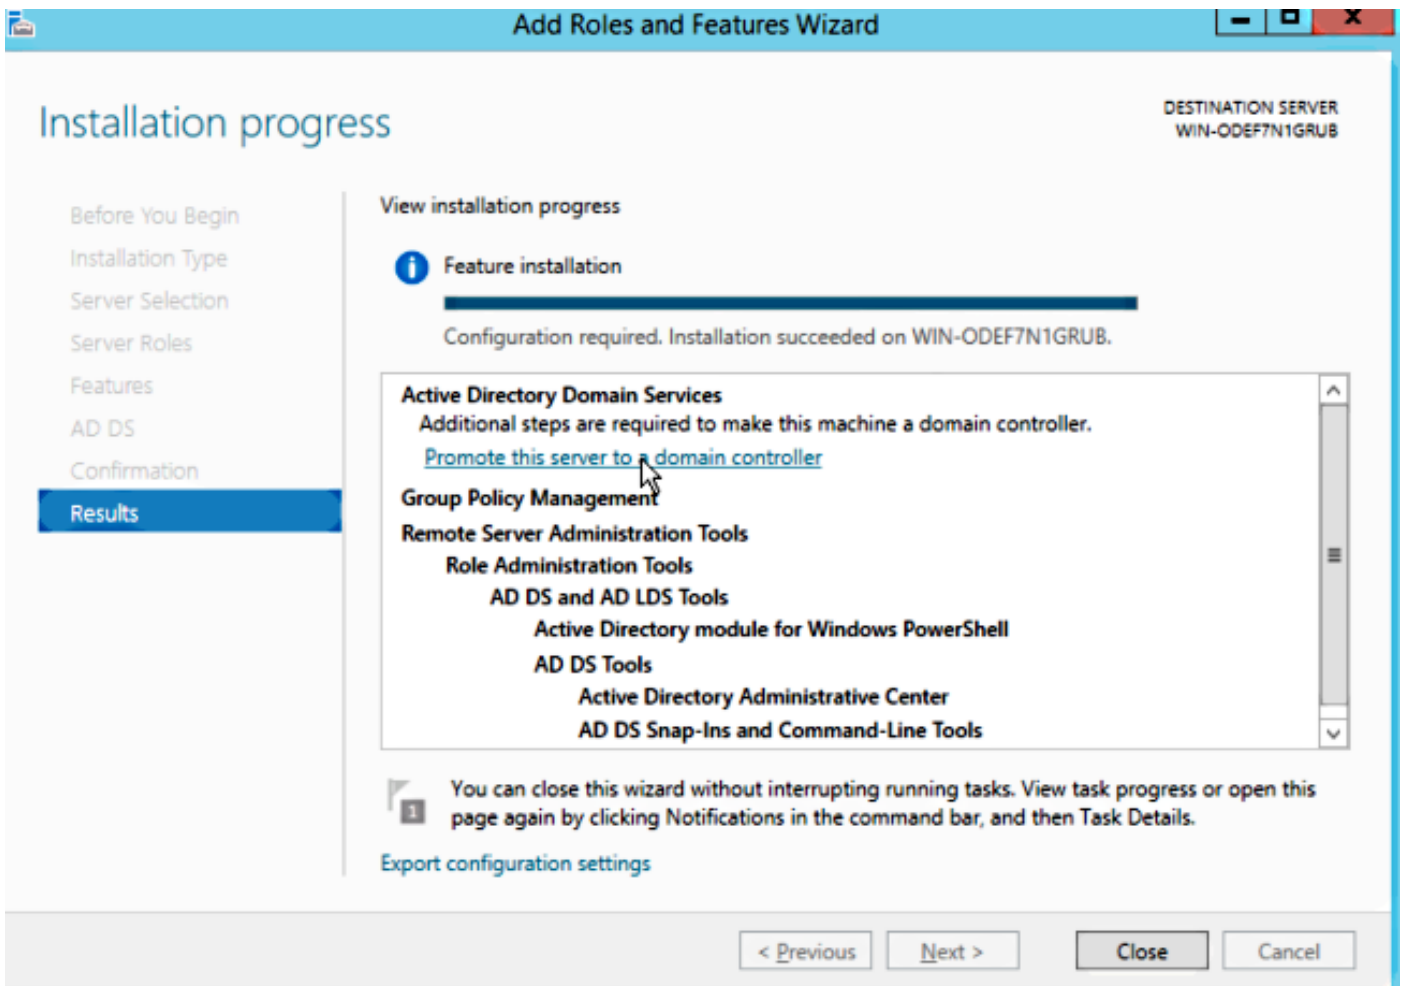 Add Roles and Features Wizard
Installation progress
DESTINATION SERVER
WIN-ODEF7N1GRUB
Before You Begin
Installation Type
Server Selection
Server Roles
Features
AD DS
Confirmation
Results
View installation progress
Feature installation
Configuration required. Installation succeeded on WIN-ODEF7N1GRUB.
Active Directory Domain Services
Additional steps are required to make this machine a domain controller.
Promote this server to a domain controller
Group Policy Management
Remote Server Administration Tools
Role Administration Tools
AD DS and AD LDS Tools
Active Directory module for Windows PowerShell
AD DS Tools
Active Directory Administrative Center
AD DS Snap-Ins and Command-Line Tools
1
You can close this wizard without interrupting running tasks. View task progress or open this
page again by clicking Notifications in the command bar, and then Task Details.
Export configuration settings
< Previous
Next >
Close
Cancel